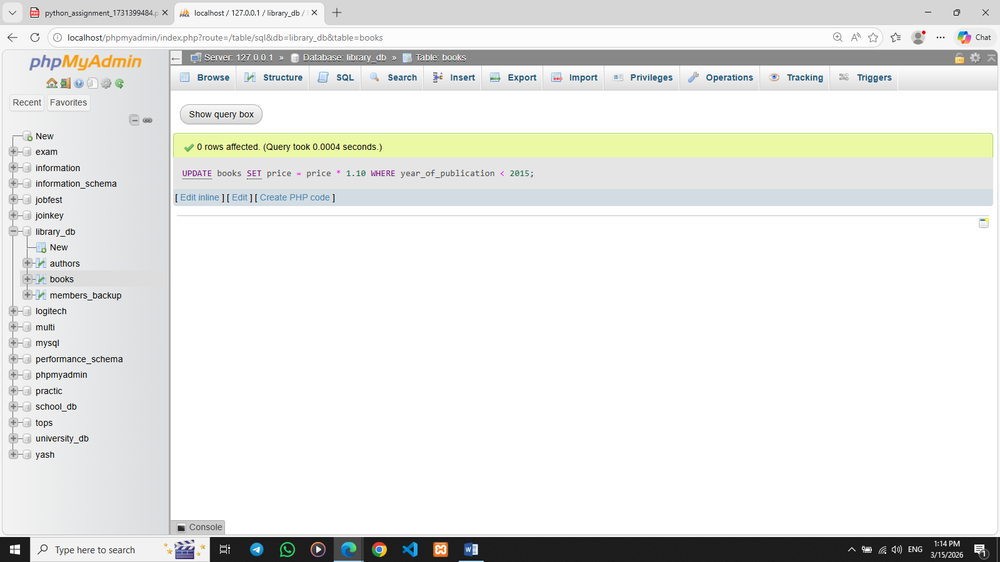 python_assignment_1731399484.p
localhost / 127.0.0.1 / library_db /
localhost/phpmyadmin/index.php?route=/table/sql&db=library_db&table=books
Chat
phpMyAdmin
Recent
Favorites
New
exam
information
information_schema
jobfest
joinkey
library_db
New
authors
books
members_backup
logitech
multi
mysql
performance_schema
phpmyadmin
practic
school_db
tops
university_db
yash
Server: 127.0.0.1 » Database: library_db » Table: books
Browse Structure SQL Search Insert Export Import Privileges Operations Tracking Triggers
Show query box
0 rows affected. (Query took 0.0004 seconds.)
UPDATE books SET price = price * 1.10 WHERE year_of_publication < 2015;
[ Edit inline ] [ Edit ] [ Create PHP code ]
Console
Type here to search
ENG
1:14 PM
3/15/2026
1